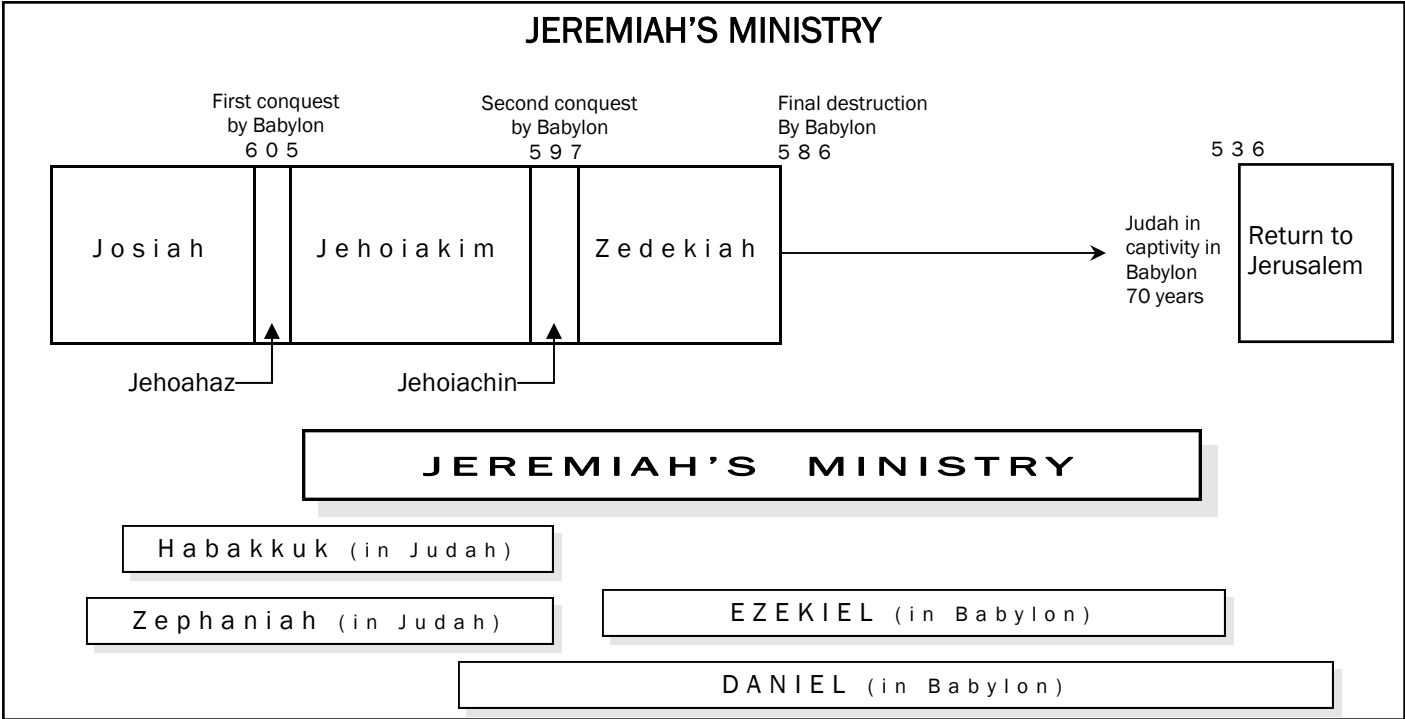 JEREMIAH'S MINISTRY
First conquest
by Babylon
605
Second conquest
by Babylon
597
Final destruction
By Babylon
586
536
Josiah
Jehoiakim
Zedekiah
Judah in
captivity in
Babylon
70 years
Return to
Jerusalem
Jehoahaz
Jehoiachin
JEREMIAH'S MINISTRY
Habakkuk (in Judah)
Zephaniah (in Judah)
EZEKIEL (in Babylon)
DANIEL (in Babylon)